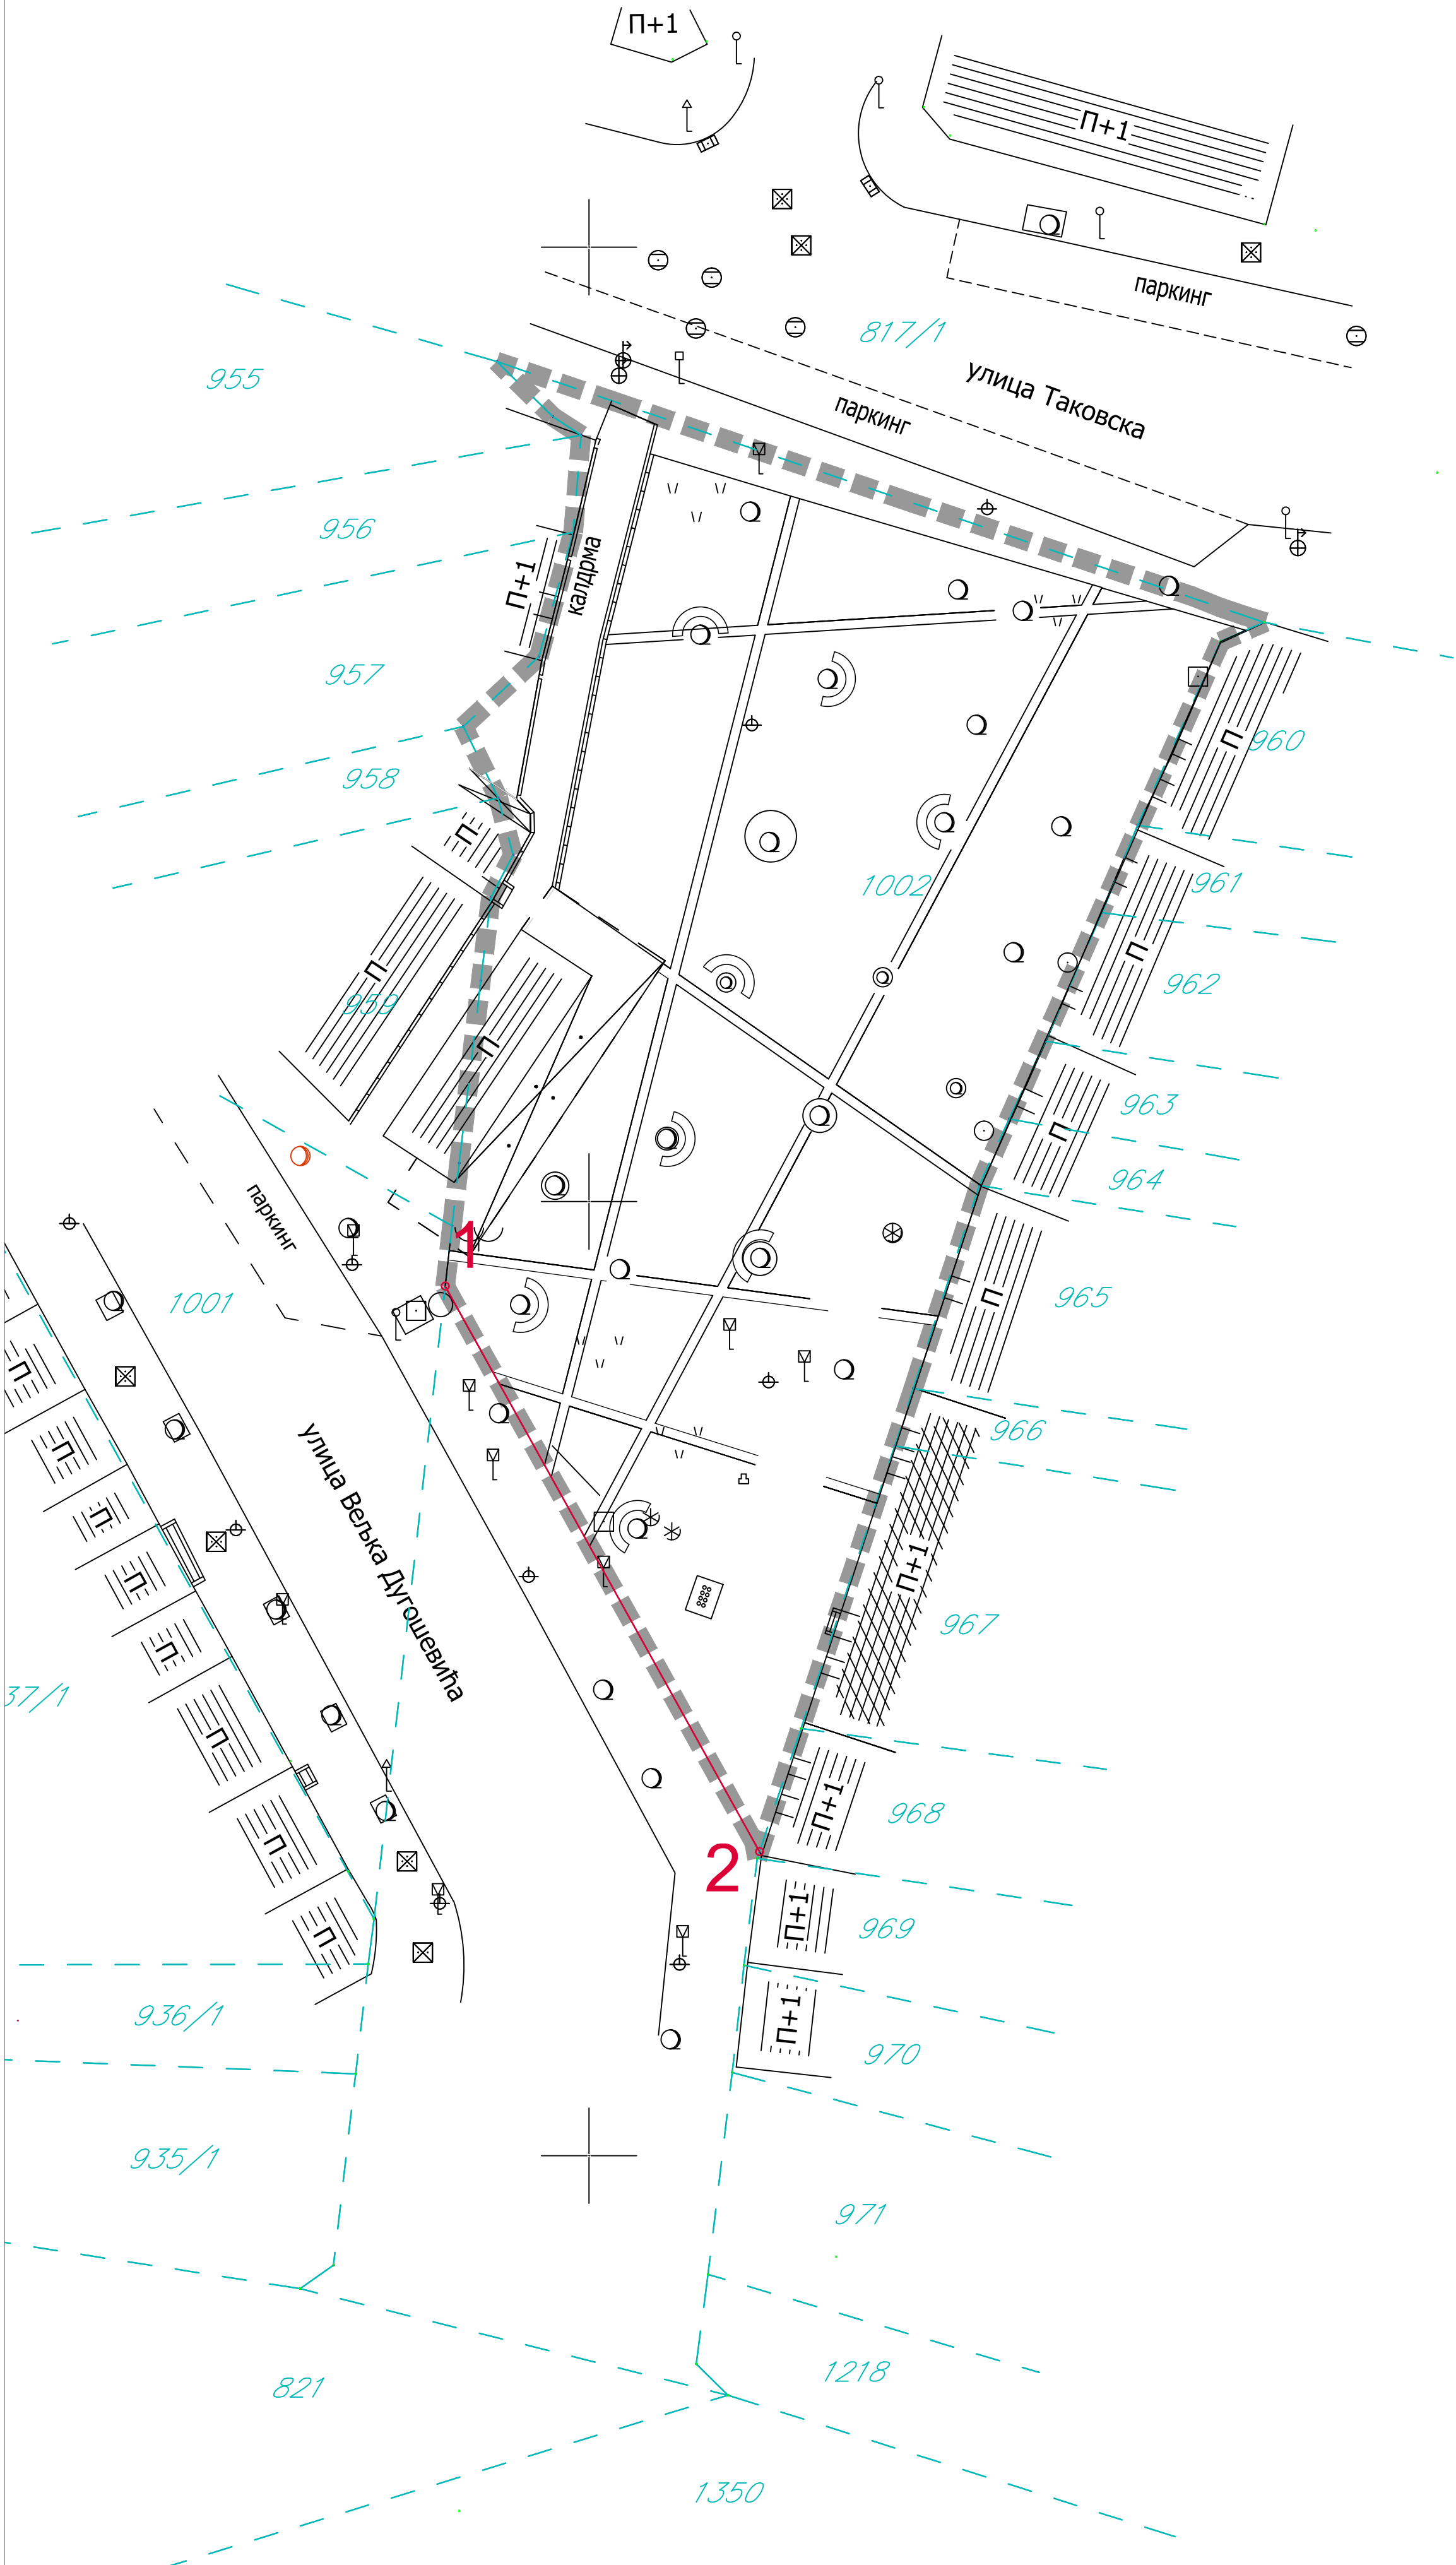 П+1
П+1
паркинг
817/1
955
улица Таковска
паркинг
956
П+1
калдрма
957
960
П
958
П
961
1002
П
962
П
959
П
963
П
964
1
паркинг
1001
П
965
П
966
П
улица Вељка Дугошевића
П
П+1
П
967
П
37/1
П
П+1
968
П
2
П+1
969
П
936/1
П+1
970
935/1
971
821
1218
1350